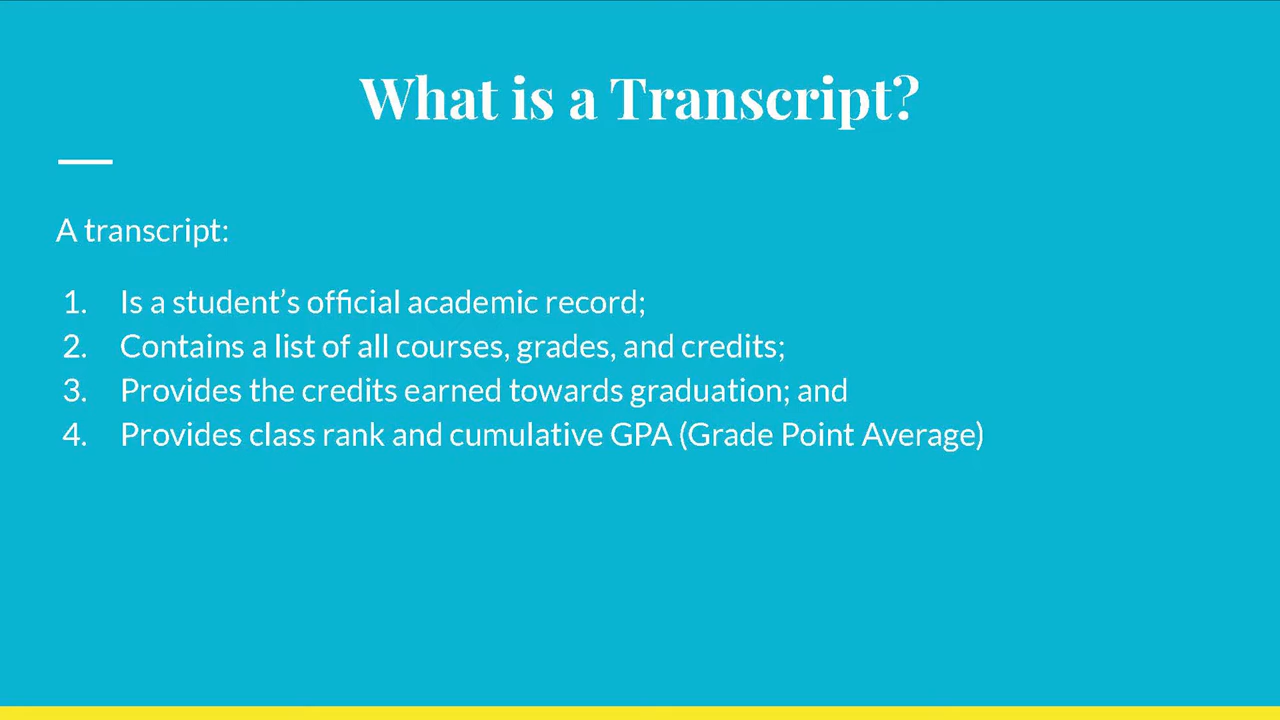 What is a Transcript?
A transcript:
1. Is a student’s official academic record;
2. Contains a list of all courses, grades, and credits;
3. Provides the credits earned towards graduation; and
4. Provides class rank and cumulative GPA (Grade Point Average)